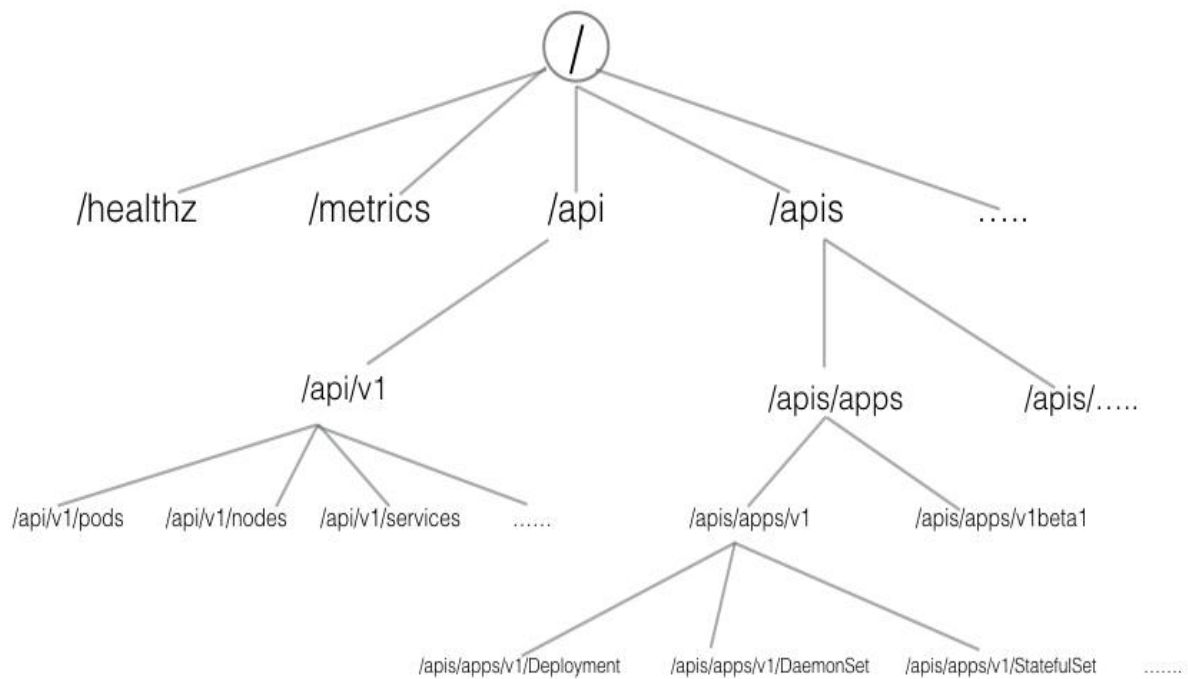 /
/healthz /metrics /api /apis .....
/api/v1 /apis/apps /apis/.....
/api/v1/pods /api/v1/nodes /api/v1/services ...... /apis/apps/v1 /apis/apps/v1beta1
/apis/apps/v1/Deployment /apis/apps/v1/DaemonSet /apis/apps/v1/StatefulSet .......